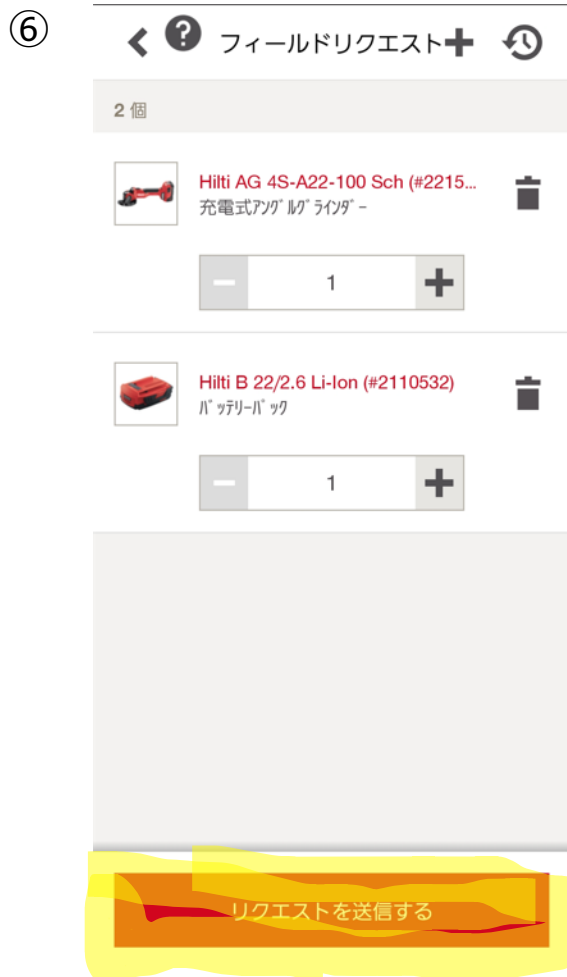 ⑥
フィールドリクエスト
2 個
Hilti AG 4S-A22-100 Sch (#2215...
充電式ｱﾝｸﾞﾙｸﾞﾗｲﾝﾀﾞｰ
1
Hilti B 22/2.6 Li-Ion (#2110532)
ﾊﾞｯﾃﾘｰﾊﾟｯｸ
1
リクエストを送信する